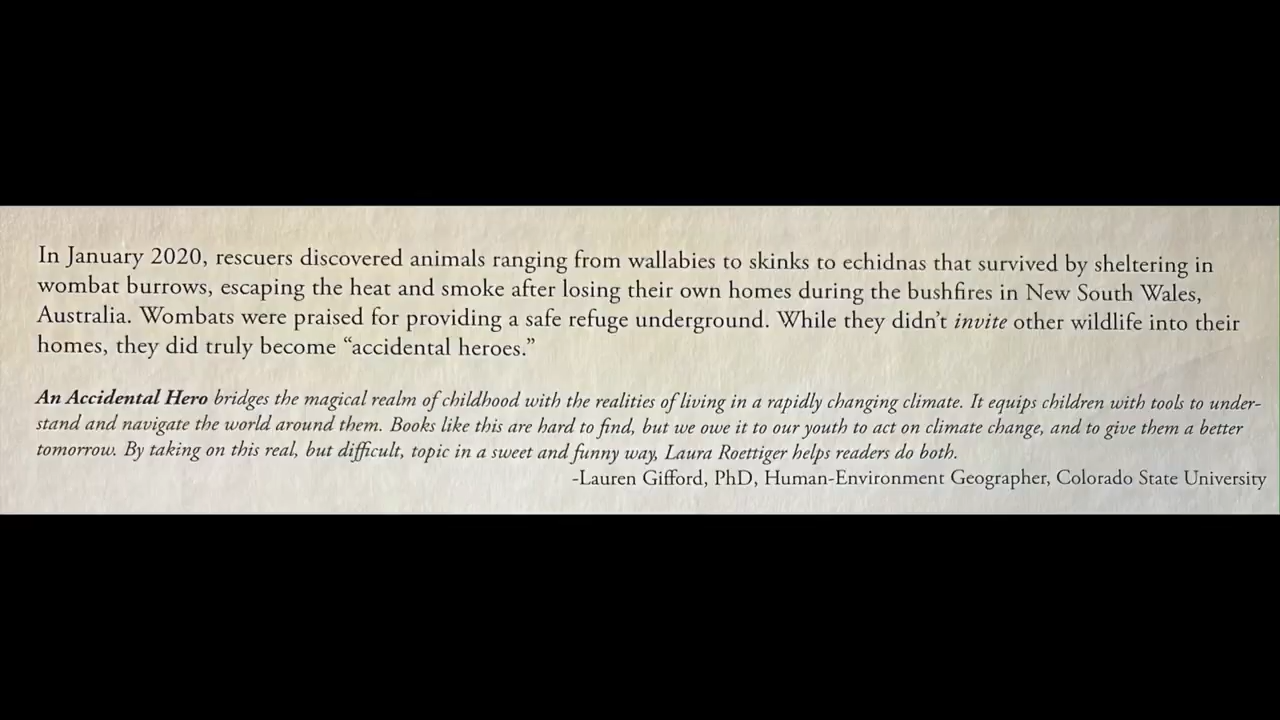 In January 2020, rescuers discovered animals ranging from wallabies to skinks to echidnas that survived by sheltering in
wombat burrows, escaping the heat and smoke after losing their own homes during the bushfires in New South Wales,
Australia. Wombats were praised for providing a safe refuge underground. While they didn’t invite other wildlife into their
homes, they did truly become “accidental heroes.”
An Accidental Hero bridges the magical realm of childhood with the realities of living in a rapidly changing climate. It equips children with tools to under-
stand and navigate the world around them. Books like this are hard to find, but we owe it to our youth to act on climate change, and to give them a better
tomorrow. By taking on this real, but difficult, topic in a sweet and funny way, Laura Roettiger helps readers do both.
-Lauren Gifford, PhD, Human-Environment Geographer, Colorado State University